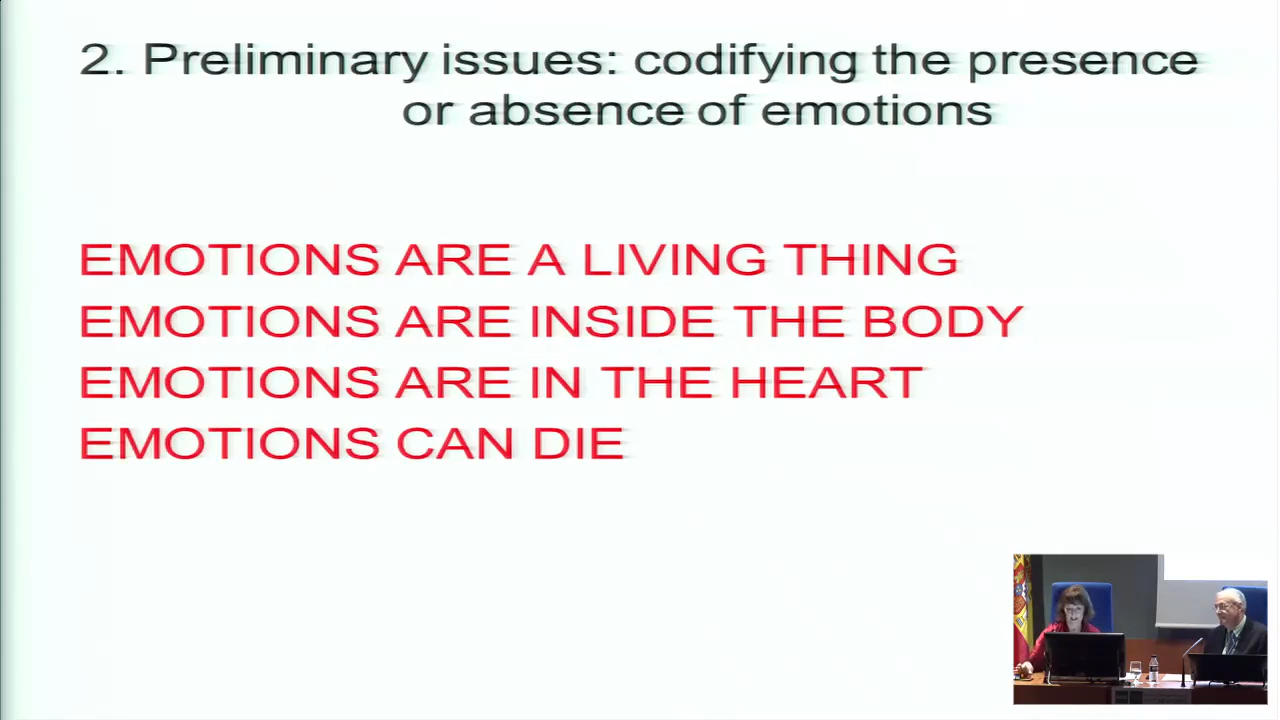 2. Preliminary issues: codifying the presence
or absence of emotions
EMOTIONS ARE A LIVING THING
EMOTIONS ARE INSIDE THE BODY
EMOTIONS ARE IN THE HEART
EMOTIONS CAN DIE